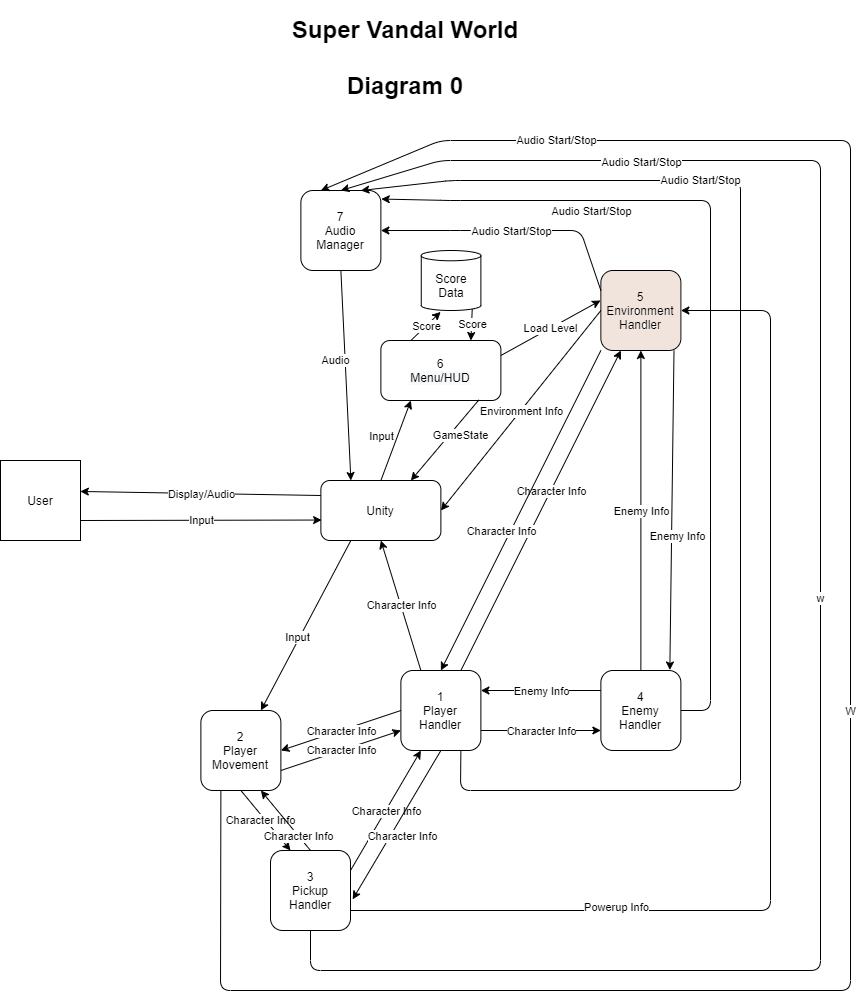 Super Vandal World
Diagram 0
Audio Start/Stop
Audio Start/Stop
Audio Start/Stop
Audio Start/Stop
7
Audio
Manager
Audio Start/Stop
Score
Data
5
Environment
Handler
Score
Score
Load Level
6
Menu/HUD
Audio
Environment Info
Input
GameState
User
Display/Audio
Input
Unity
Character Info
Character Info
Enemy Info
Enemy Info
Character Info
w
Input
1
Player
Handler
Enemy Info
4
Enemy
Handler
W
2
Player
Movement
Character Info
Character Info
Character Info
Character Info
Character Info
Character Info
Character Info
3
Pickup
Handler
Powerup Info